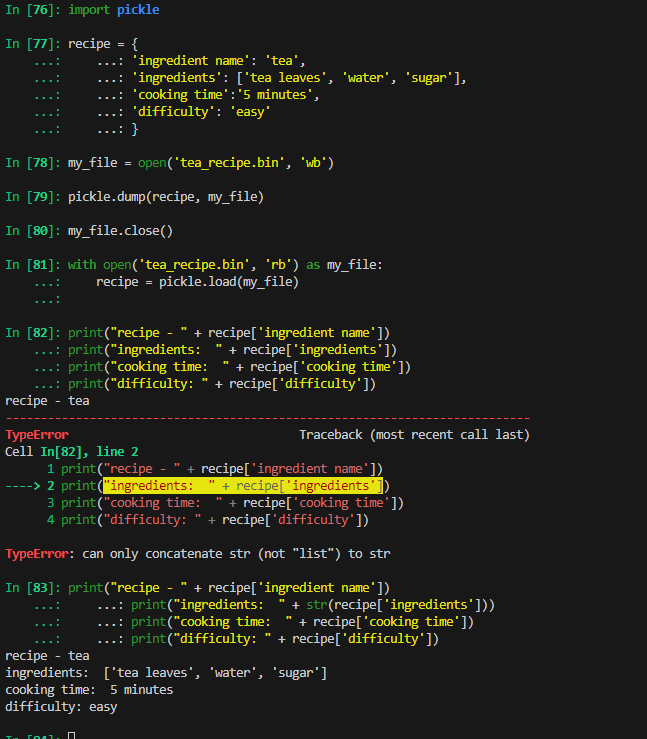 In [76]: import pickle
In [77]: recipe = {
...: ...: 'ingredient name': 'tea',
...: ...: 'ingredients': ['tea leaves', 'water', 'sugar'],
...: ...: 'cooking time':'5 minutes',
...: ...: 'difficulty': 'easy'
...: ...: }
In [78]: my_file = open('tea_recipe.bin', 'wb')
In [79]: pickle.dump(recipe, my_file)
In [80]: my_file.close()
In [81]: with open('tea_recipe.bin', 'rb') as my_file:
...:     recipe = pickle.load(my_file)
...:
In [82]: print("recipe - " + recipe['ingredient name'])
...: print("ingredients:  " + recipe['ingredients'])
...: print("cooking time:  " + recipe['cooking time'])
...: print("difficulty: " + recipe['difficulty'])
recipe - tea
---------------------------------------------------------------------------
TypeError                                 Traceback (most recent call last)
Cell In[82], line 2
      1 print("recipe - " + recipe['ingredient name'])
----> 2 print("ingredients:  " + recipe['ingredients'])
      3 print("cooking time:  " + recipe['cooking time'])
      4 print("difficulty: " + recipe['difficulty'])
TypeError: can only concatenate str (not "list") to str
In [83]: print("recipe - " + recipe['ingredient name'])
...: ...: print("ingredients:  " + str(recipe['ingredients']))
...: ...: print("cooking time:  " + recipe['cooking time'])
...: ...: print("difficulty: " + recipe['difficulty'])
recipe - tea
ingredients:  ['tea leaves', 'water', 'sugar']
cooking time:  5 minutes
difficulty: easy